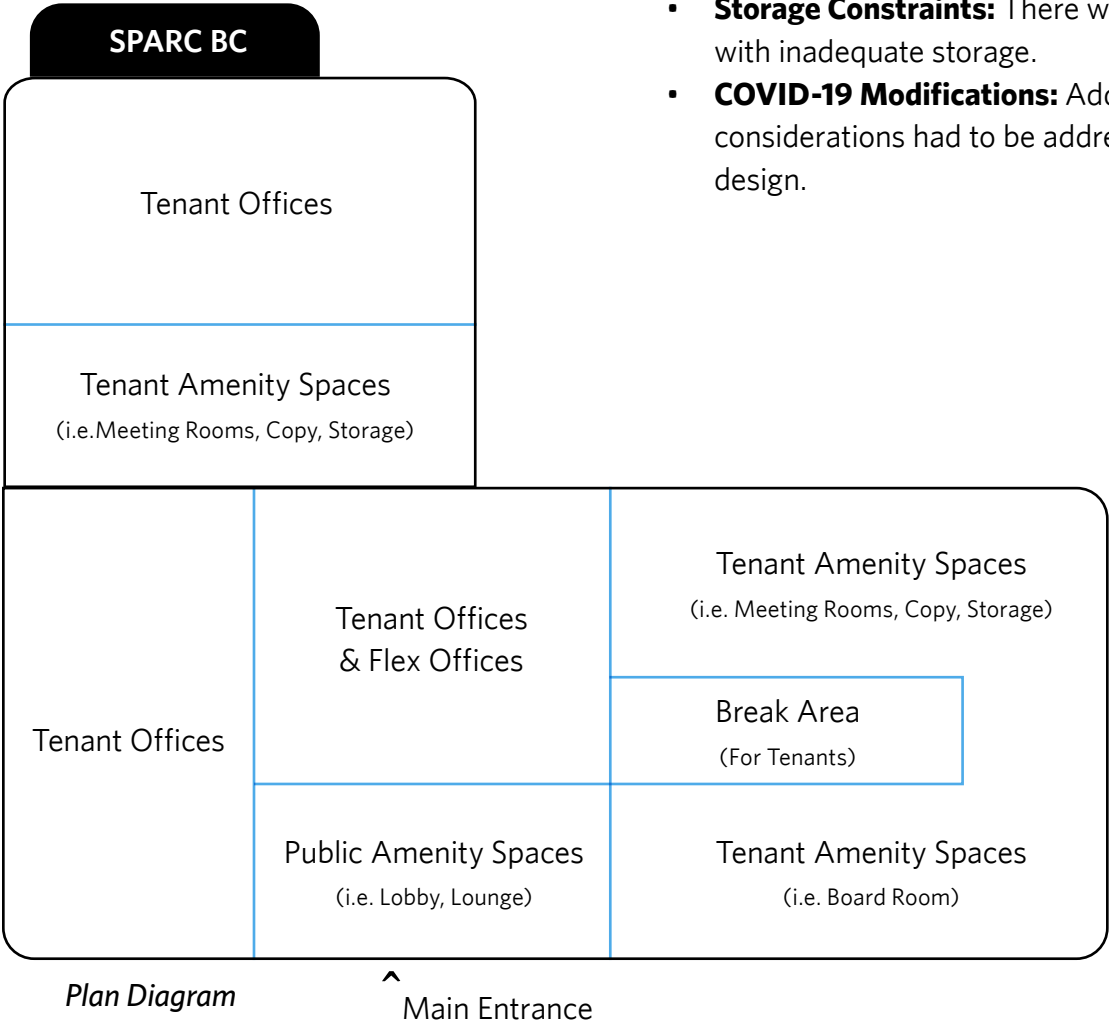 SPARC BC
Tenant Offices
Tenant Amenity Spaces
(i.e.Meeting Rooms, Copy, Storage)
Tenant Offices
Tenant Offices
& Flex Offices
Tenant Amenity Spaces
(i.e. Meeting Rooms, Copy, Storage)
Break Area
(For Tenants)
Public Amenity Spaces
(i.e. Lobby, Lounge)
Tenant Amenity Spaces
(i.e. Board Room)
Plan Diagram
^
Main Entrance
• Storage Constraints: There
with inadequate storage.
• COVID-19 Modifications:
considerations had to be
design.